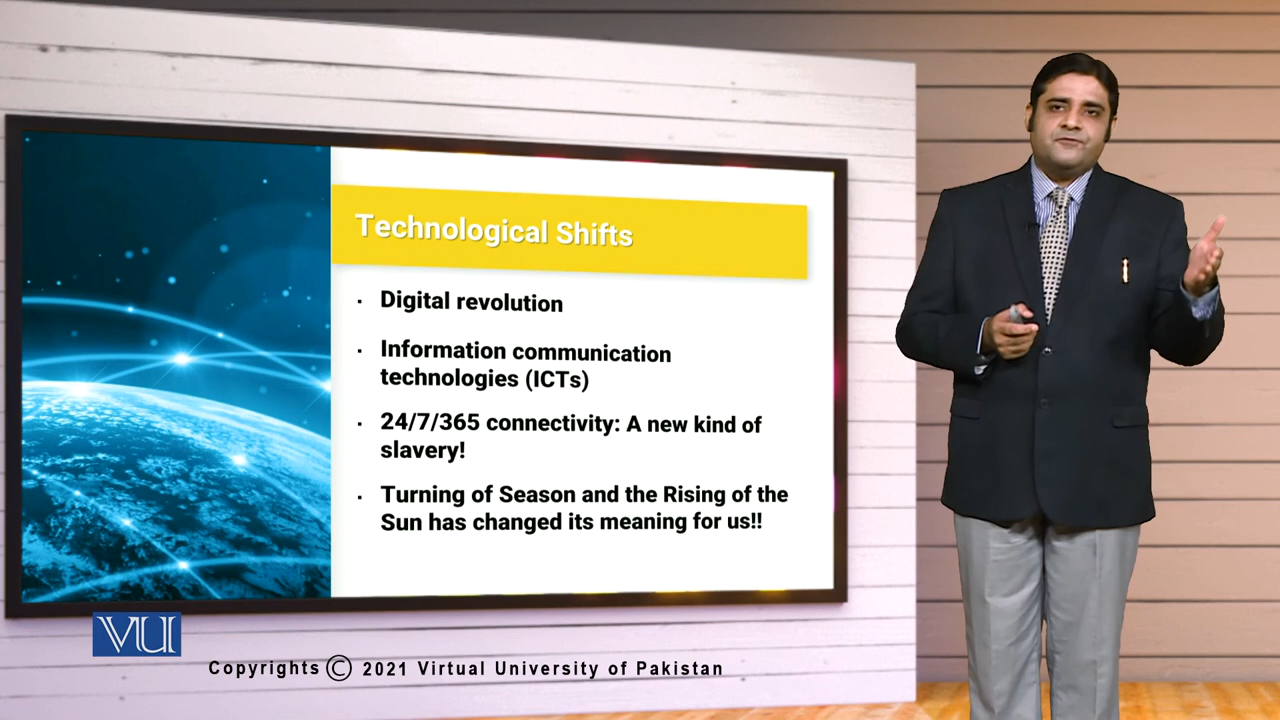 Technological Shifts
· Digital revolution
· Information communication
technologies (ICTs)
· 24/7/365 connectivity: A new kind of
slavery!
· Turning of Season and the Rising of the
Sun has changed its meaning for us!!
VU
Copyrights © 2021 Virtual University of Pakistan